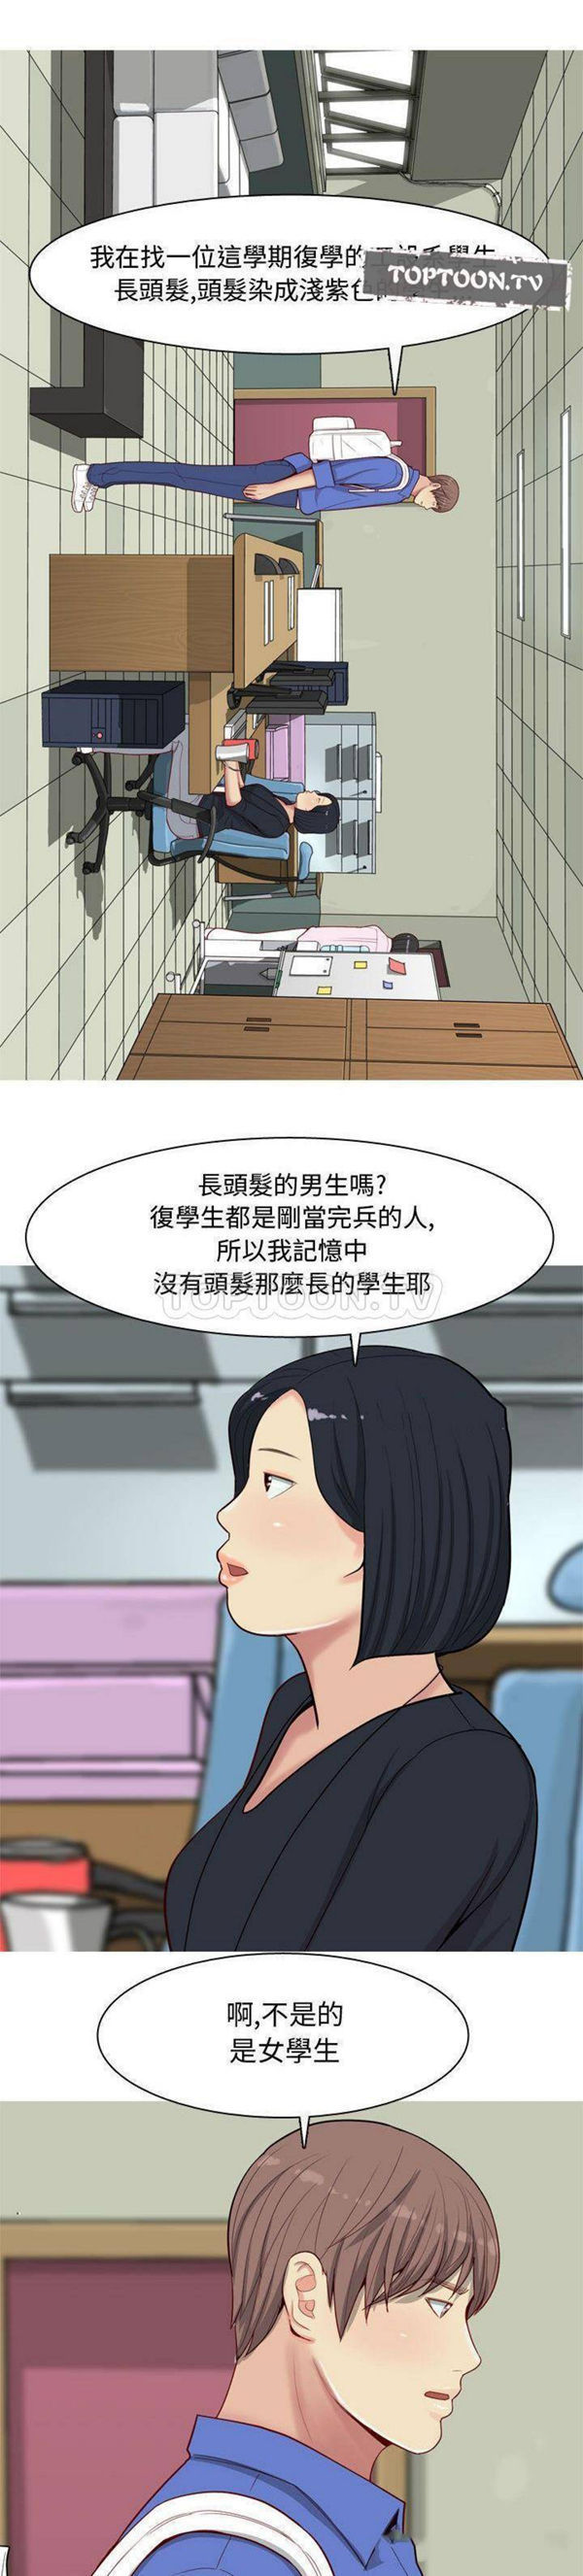 我在找一位這學期復學的
TOPTOON.TV
長頭髮,頭髮染成淺紫色的
長頭髮的男生嗎?
復學生都是剛當完兵的人,
所以我記憶中
沒有頭髮那麼長的學生耶
TOPTOON.TV
啊,不是的
是女學生